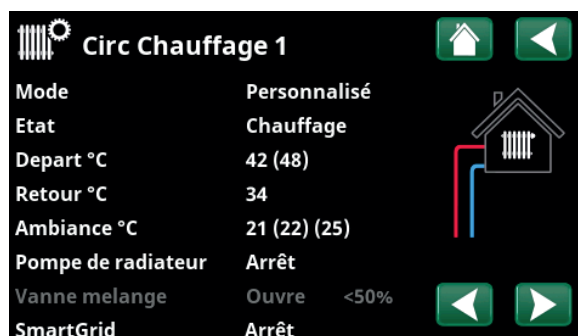 Circ Chauffage 1
Mode Personnalisé
Etat Chauffage
Depart °C 42 (48)
Retour °C 34
Ambiance °C 21 (22) (25)
Pompe de radiateur Arrêt
Vanne melange Ouvre <50%
SmartGrid Arrêt